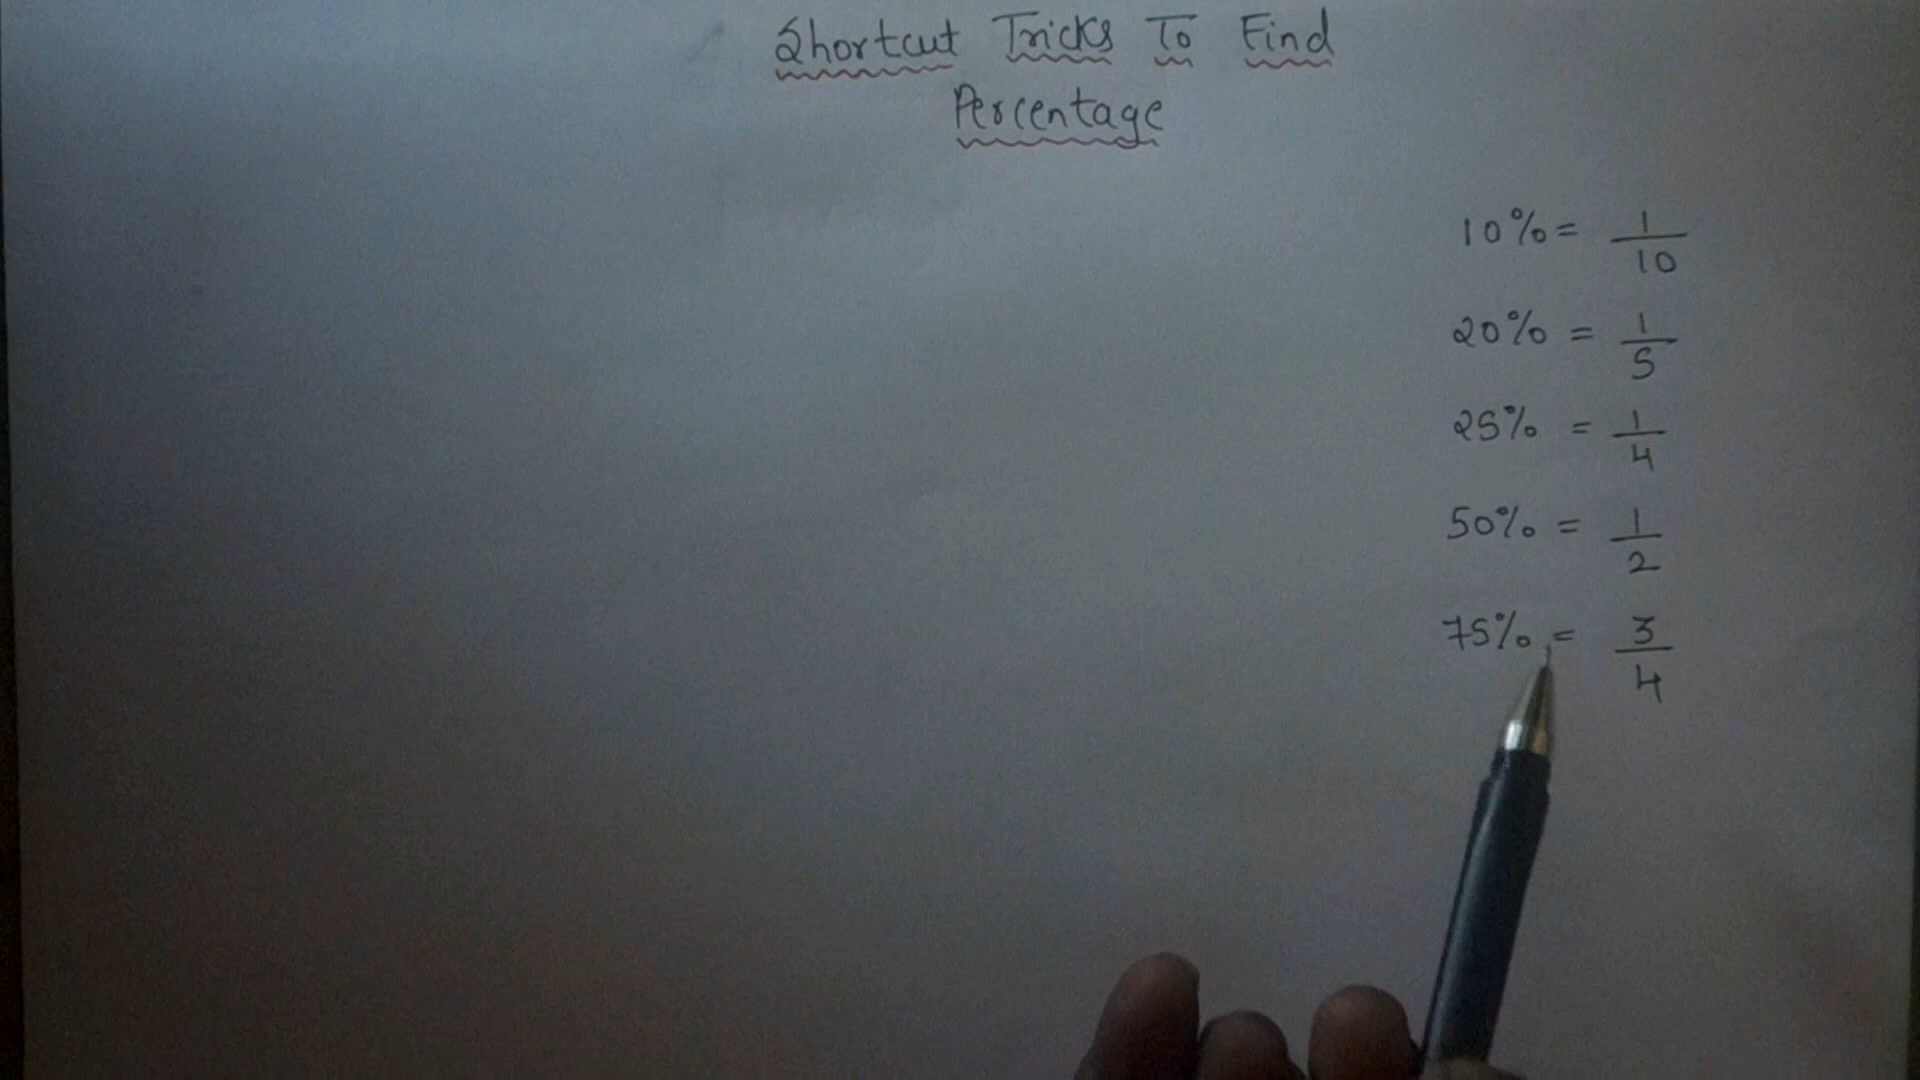 Shortcut Tricks To Find
Percentage
10% = 1/10
20% = 1/5
25% = 1/4
50% = 1/2
75% = 3/4